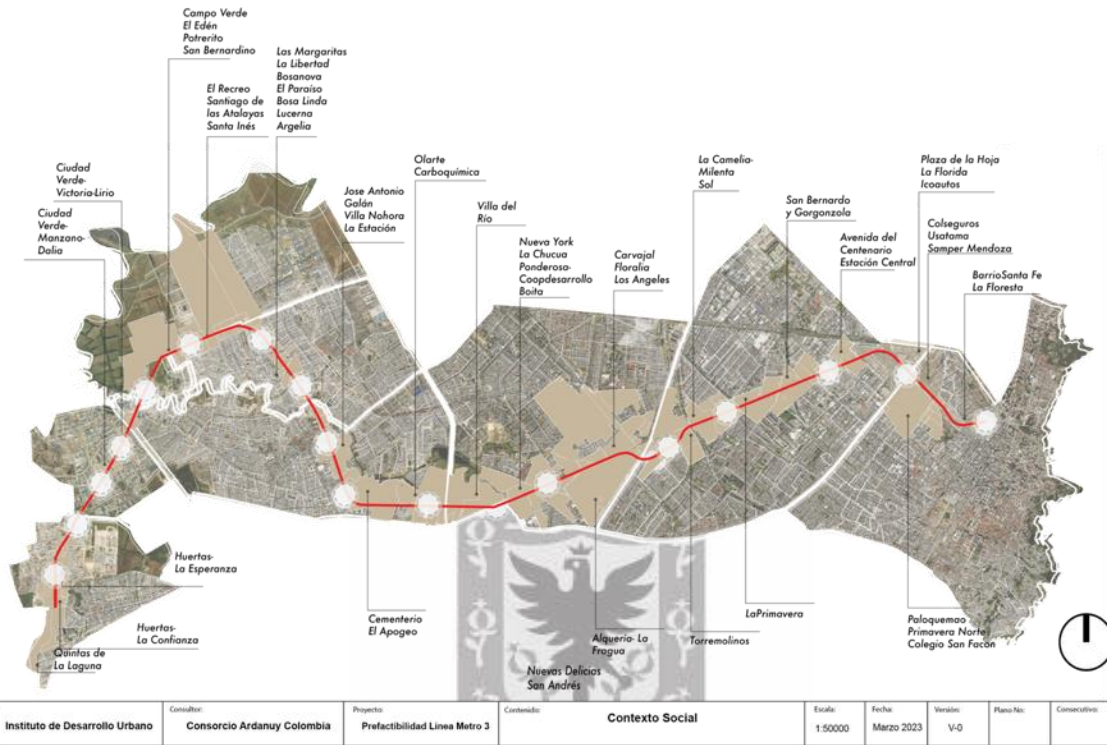 Campo Verde
El Edén
Potrerito
San Bernardino
Las Margaritas
La Libertad
Bosanova
El Paraíso
Bosa Linda
Lucerna
Argelia
El Recreo
Santiago de
las Atalayas
Santa Inés
Ciudad
Verde-
Victoria-Lirio
Ciudad
Verde-
Manzano-
Dalia
Jose Antonio
Galán
Villa Nohora
La Estación
Olarte
Carboquímica
Villa del
Río
Nueva York
La Chucua
Ponderosa-
Coopdesarrollo
Boita
Carvajal
Floralia
Los Angeles
La Camelia-
Milenta
Sol
San Bernardo
y Gorgonzola
Avenida del
Centenario
Estación Central
Plaza de la Hoja
La Florida
Icoautos
Colseguros
Usatama
Samper Mendoza
BarrioSanta Fe
La Floresta
Huertas-
La Esperanza
Huertas-
La Confianza
Quintas de
La Laguna
Cementerio
El Apogeo
Nuevas Delicias
San Andrés
Alqueria- La
Fragua
Torremolinos
LaPrimavera
Paloquemao
Primavera Norte
Colegio San Facon
Instituto de Desarrollo Urbano
Consultor:
Consorcio Ardanuy Colombia
Proyecto:
Prefactibilidad Linea Metro 3
Contenido:
Contexto Social
Escala:
1:50000
Fecha:
Marzo 2023
Versión:
V-0
Plano No:
Consecutivo: